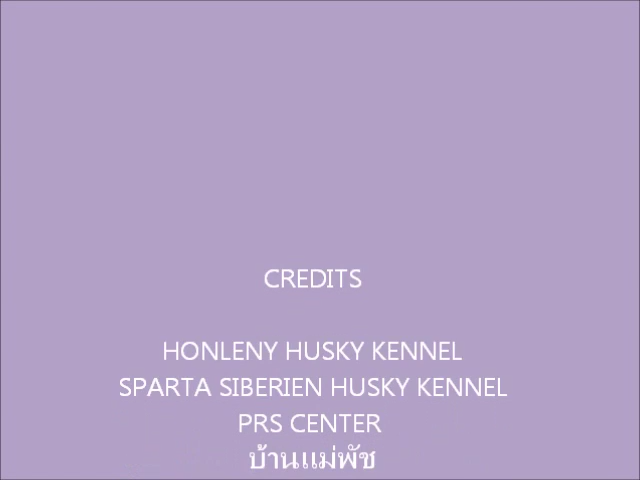 CREDITS
HONLENY HUSKY KENNEL
SPARTA SIBERIEN HUSKY KENNEL
PRS CENTER
บ้านแม่พัช